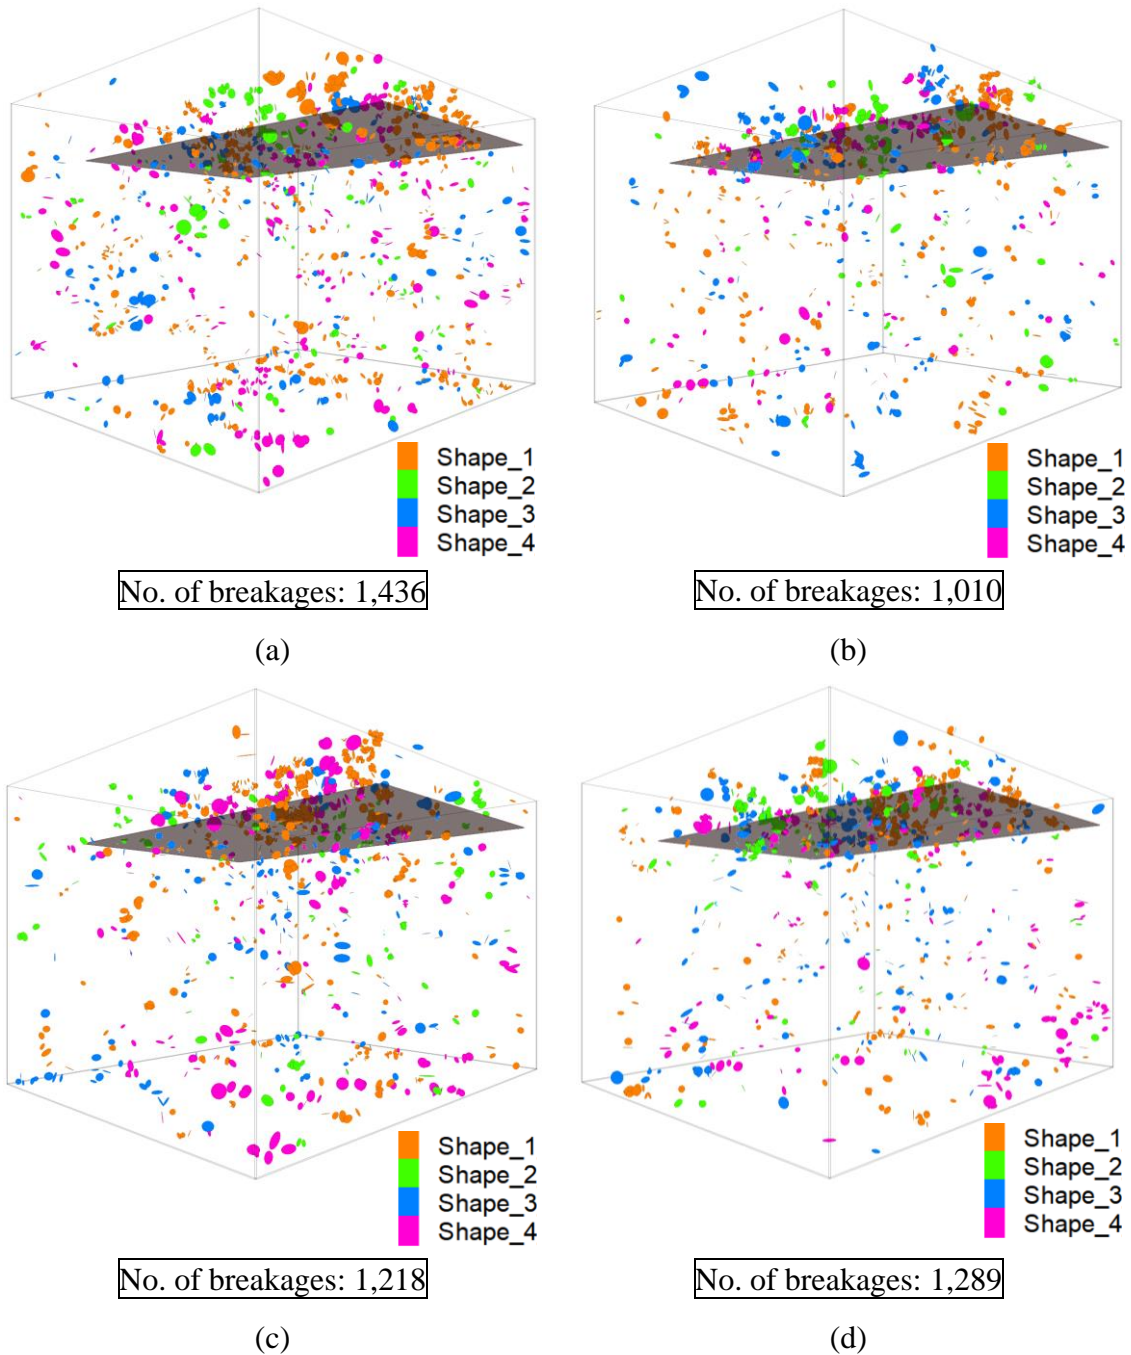 Shape_1
Shape_2
Shape_3
Shape_4
No. of breakages: 1,436
(a)
Shape_1
Shape_2
Shape_3
Shape_4
No. of breakages: 1,010
(b)
Shape_1
Shape_2
Shape_3
Shape_4
No. of breakages: 1,218
(c)
Shape_1
Shape_2
Shape_3
Shape_4
No. of breakages: 1,289
(d)